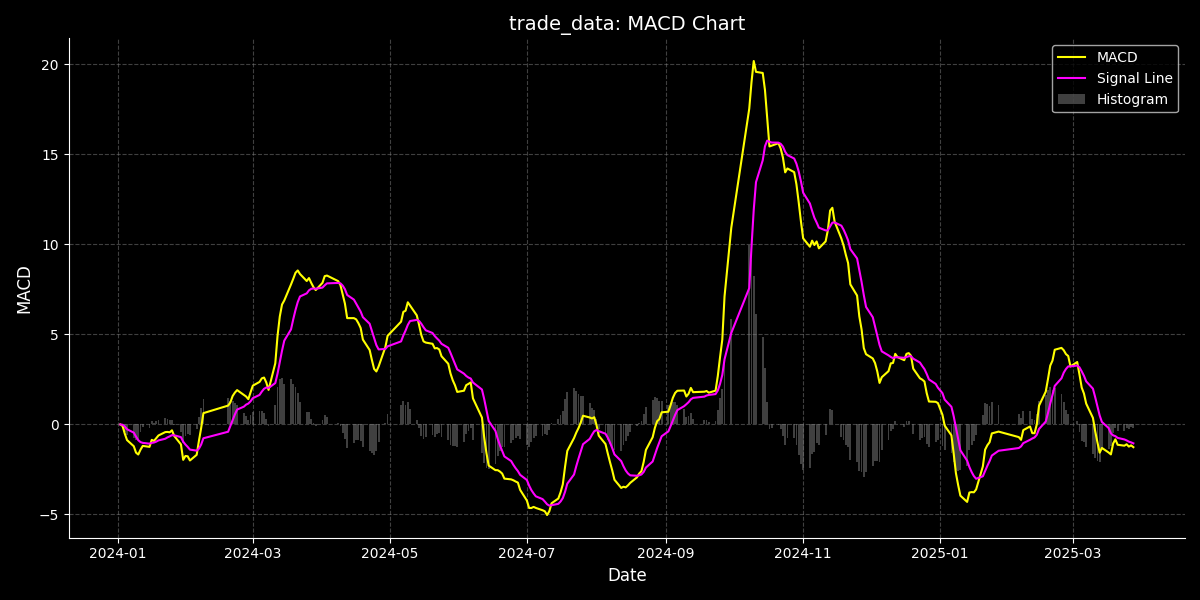 trade_data: MACD Chart
MACD
Signal Line
Histogram
20
15
10
5
0
−5
MACD
2024-01
2024-03
2024-05
2024-07
2024-09
2024-11
2025-01
2025-03
Date